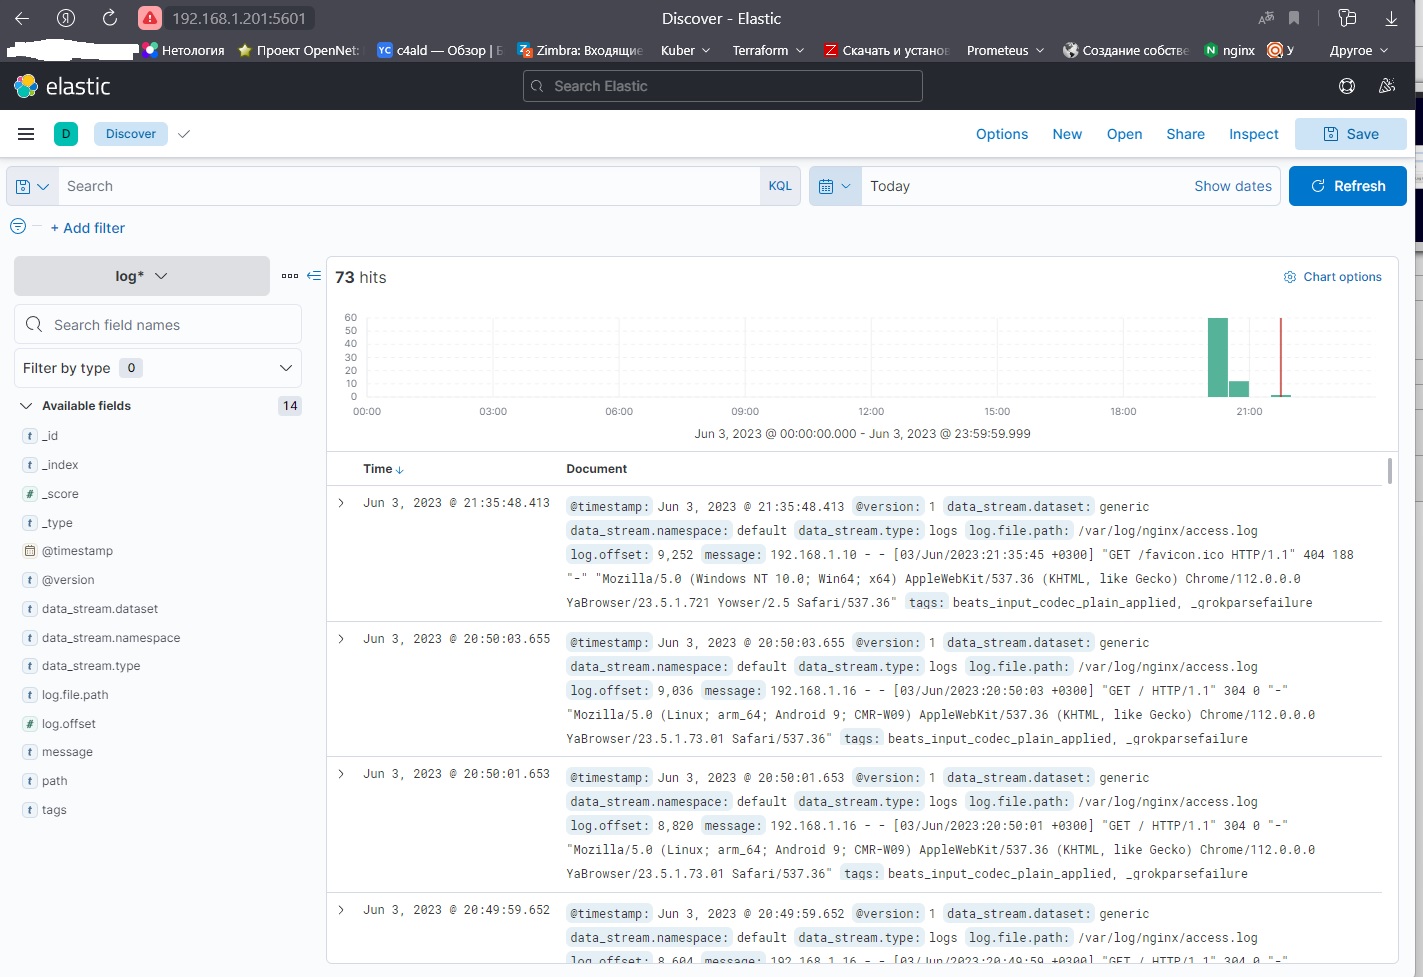 Я 192.168.1.201:5601 Discover - Elastic
Нетология Проект OpenNet: YC c4ald — Обзор | Б Zimbra: Входящие Kuber Terraform Z Скачать и установ Prometeus Создание собстве N nginx У Другое
elastic Search Elastic
D Discover Options New Open Share Inspect Save
Search KQL Today Show dates Refresh
+ Add filter
log* 73 hits Chart options
Search field names
Filter by type 0
Available fields 14
t _id
t _index
# _score
t _type
@timestamp
t @version
t data_stream.dataset
t data_stream.namespace
t data_stream.type
t log.file.path
# log.offset
t message
t path
t tags
60
50
40
30
20
10
0
00:00 03:00 06:00 09:00 12:00 15:00 18:00 21:00
Jun 3, 2023 @ 00:00:00.000 - Jun 3, 2023 @ 23:59:59.999
Time Document
Jun 3, 2023 @ 21:35:48.413 @timestamp: Jun 3, 2023 @ 21:35:48.413 @version: 1 data_stream.dataset: generic
data_stream.namespace: default data_stream.type: logs log.file.path: /var/log/nginx/access.log
log.offset: 9,252 message: 192.168.1.10 - - [03/Jun/2023:21:35:45 +0300] "GET /favicon.ico HTTP/1.1" 404 188
"-" "Mozilla/5.0 (Windows NT 10.0; Win64; x64) AppleWebKit/537.36 (KHTML, like Gecko) Chrome/112.0.0.0
YaBrowser/23.5.1.721 Yowser/2.5 Safari/537.36" tags: beats_input_codec_plain_applied, _grokparsefailure
Jun 3, 2023 @ 20:50:03.655 @timestamp: Jun 3, 2023 @ 20:50:03.655 @version: 1 data_stream.dataset: generic
data_stream.namespace: default data_stream.type: logs log.file.path: /var/log/nginx/access.log
log.offset: 9,036 message: 192.168.1.16 - - [03/Jun/2023:20:50:03 +0300] "GET / HTTP/1.1" 304 0 "-"
"Mozilla/5.0 (Linux; arm_64; Android 9; CMR-W09) AppleWebKit/537.36 (KHTML, like Gecko) Chrome/112.0.0.0
YaBrowser/23.5.1.73.01 Safari/537.36" tags: beats_input_codec_plain_applied, _grokparsefailure
Jun 3, 2023 @ 20:50:01.653 @timestamp: Jun 3, 2023 @ 20:50:01.653 @version: 1 data_stream.dataset: generic
data_stream.namespace: default data_stream.type: logs log.file.path: /var/log/nginx/access.log
log.offset: 8,820 message: 192.168.1.16 - - [03/Jun/2023:20:50:01 +0300] "GET / HTTP/1.1" 304 0 "-"
"Mozilla/5.0 (Linux; arm_64; Android 9; CMR-W09) AppleWebKit/537.36 (KHTML, like Gecko) Chrome/112.0.0.0
YaBrowser/23.5.1.73.01 Safari/537.36" tags: beats_input_codec_plain_applied, _grokparsefailure
Jun 3, 2023 @ 20:49:59.652 @timestamp: Jun 3, 2023 @ 20:49:59.652 @version: 1 data_stream.dataset: generic
data_stream.namespace: default data_stream.type: logs log.file.path: /var/log/nginx/access.log
log.offset: 8,604 message: 192.168.1.16 - - [03/Jun/2023:20:49:59 +0300] "GET / HTTP/1.1" 304 0 "-"